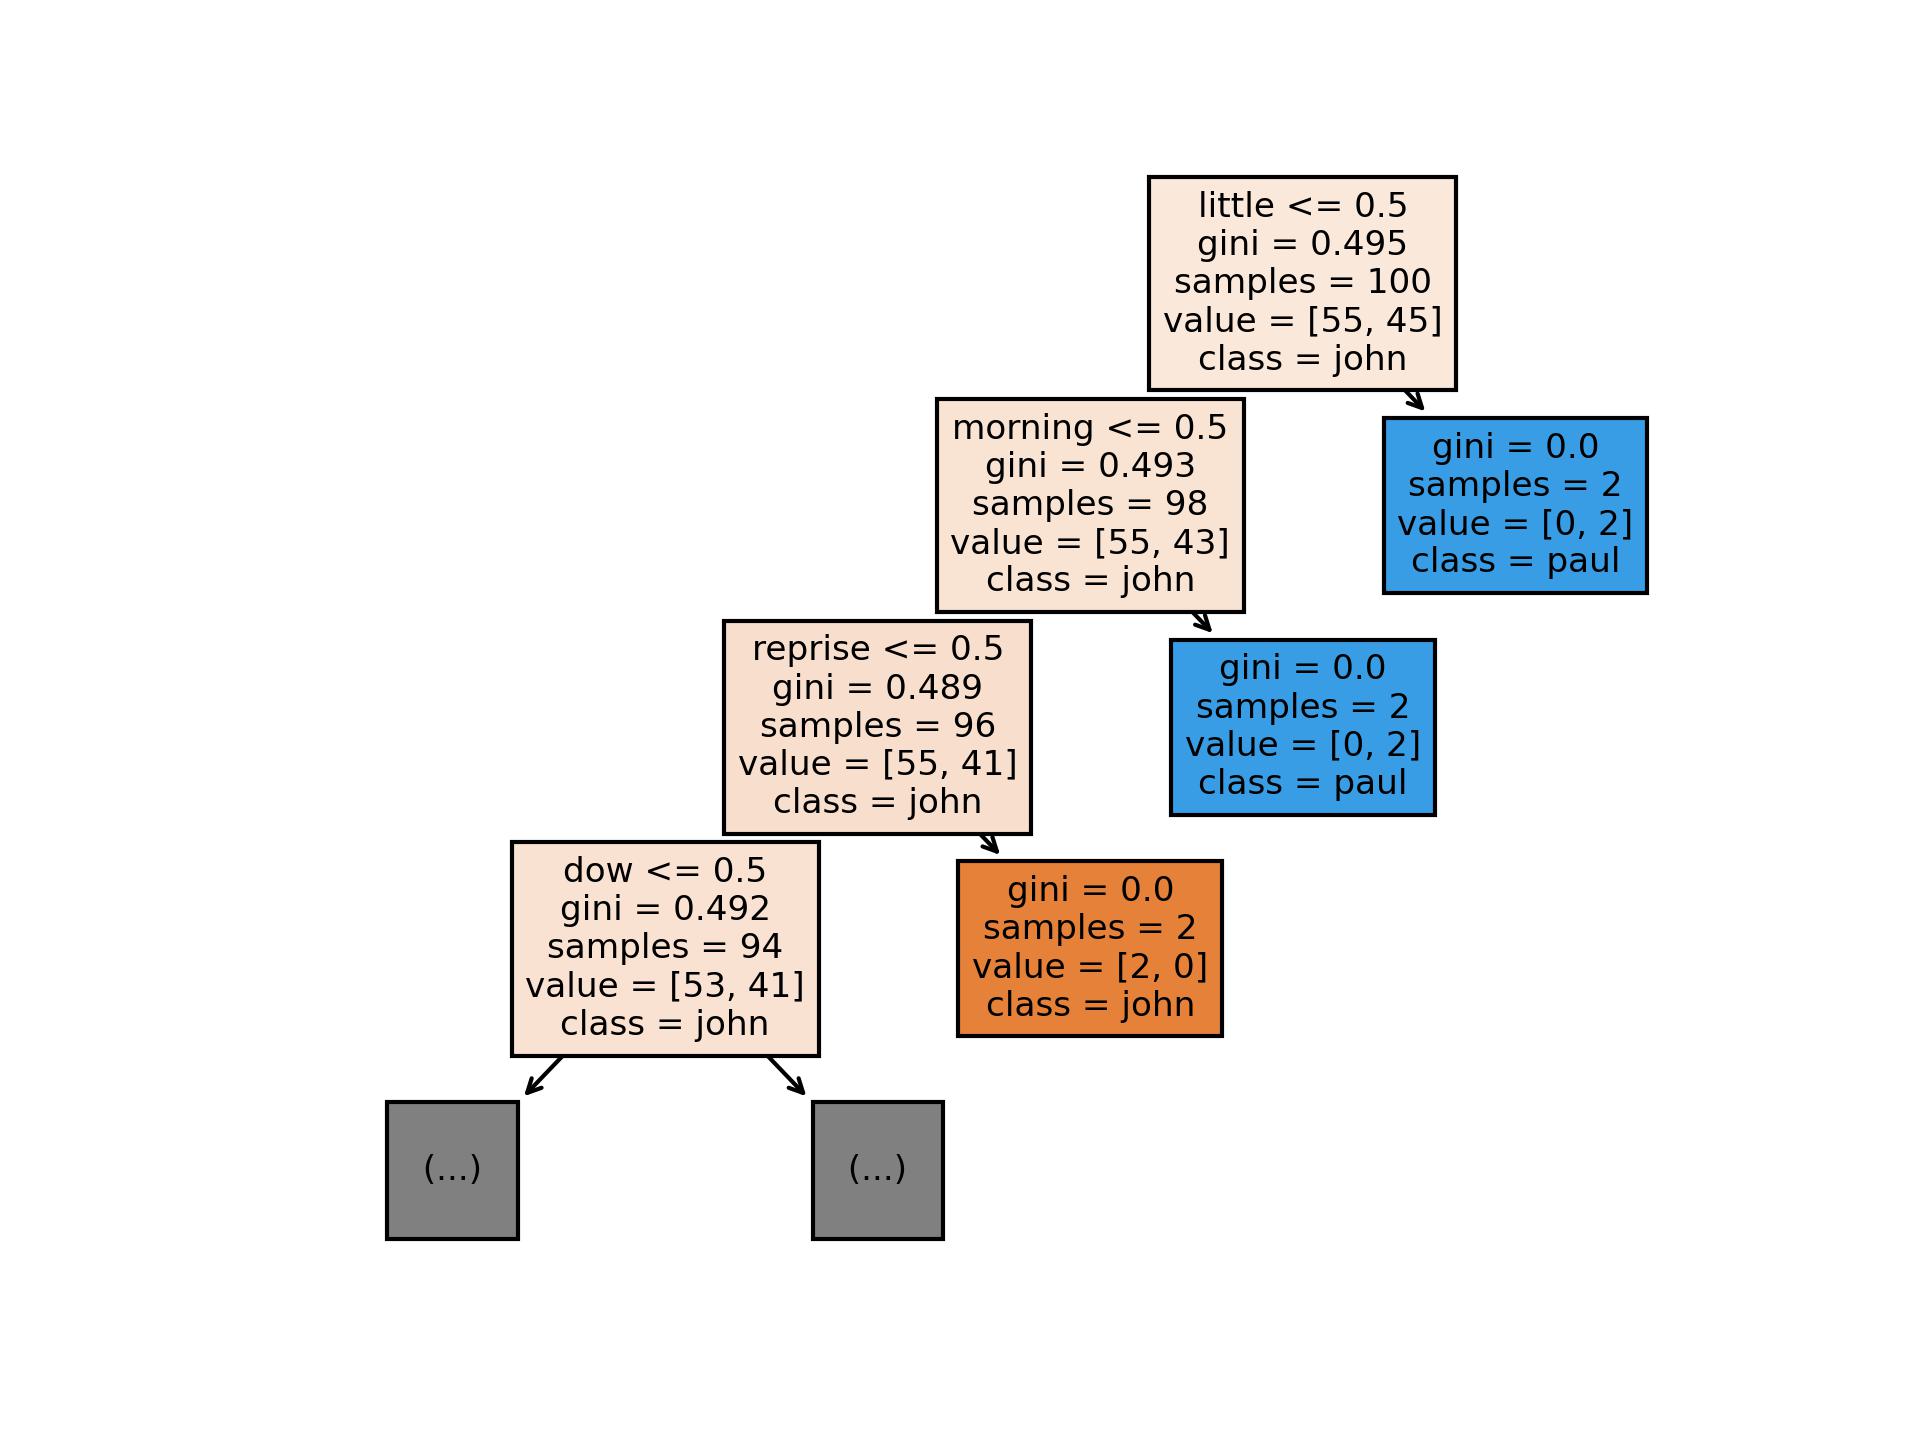 little <= 0.5
gini = 0.495
samples = 100
value = [55, 45]
class = john
morning <= 0.5
gini = 0.493
samples = 98
value = [55, 43]
class = john
gini = 0.0
samples = 2
value = [0, 2]
class = paul
reprise <= 0.5
gini = 0.489
samples = 96
value = [55, 41]
class = john
gini = 0.0
samples = 2
value = [0, 2]
class = paul
dow <= 0.5
gini = 0.492
samples = 94
value = [53, 41]
class = john
gini = 0.0
samples = 2
value = [2, 0]
class = john
(...)
(...)